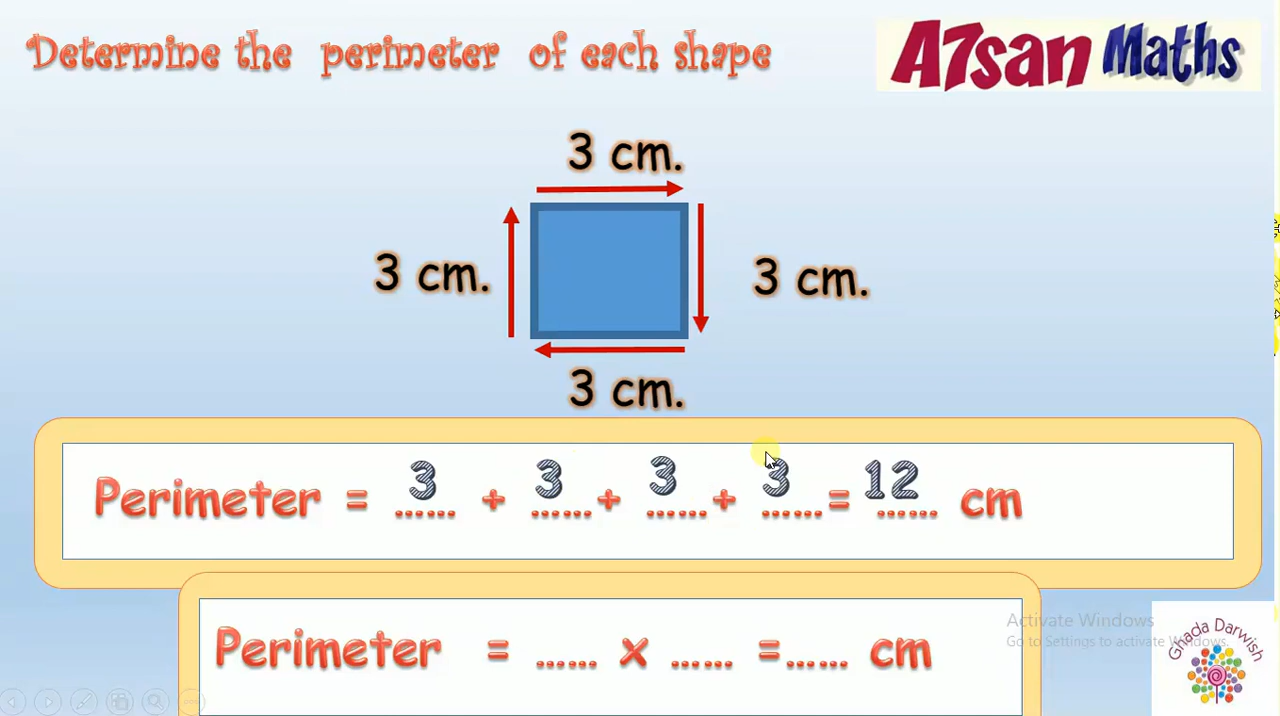 Determine the perimeter of each shape
A7san Maths
3 cm.
3 cm.
3 cm.
3 cm.
Perimeter = 3 + 3 + 3 + 3 = 12 cm
Perimeter = ...... x ...... = ...... cm
Activate Windows
Go to Settings to activate Windows.
Ghada Darwish